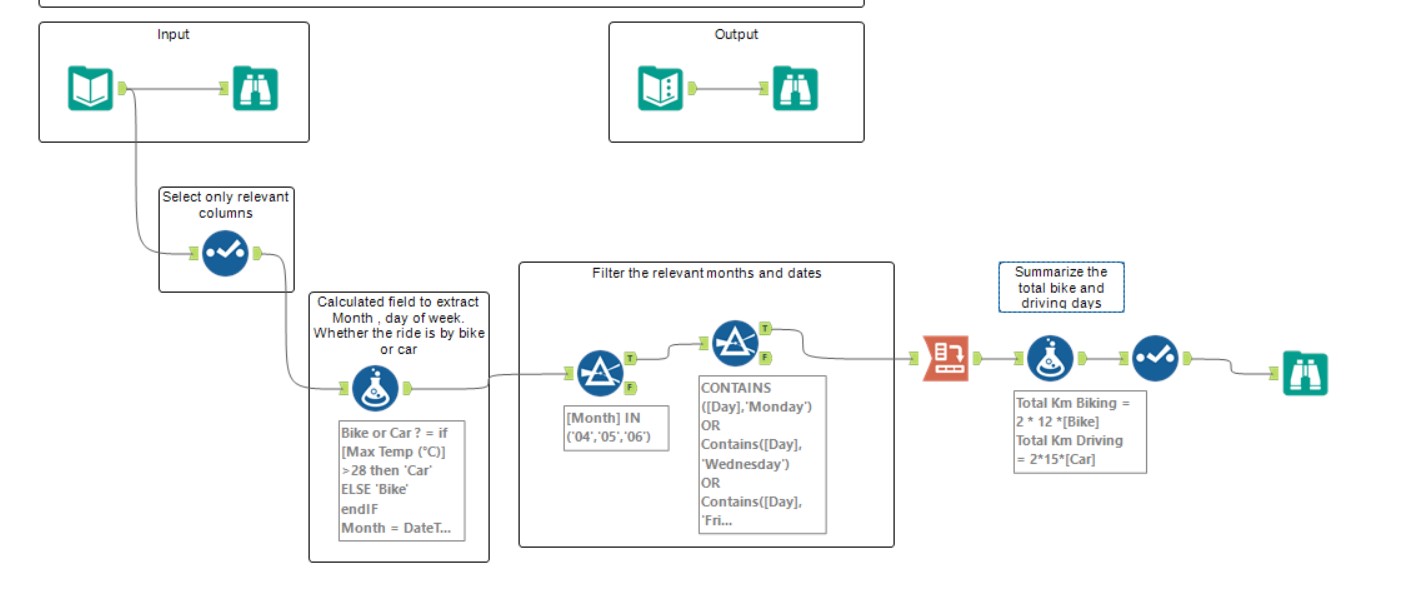 Input
Output
Select only relevant
columns
Calculated field to extract
Month , day of week.
Whether the ride is by bike
or car
Bike or Car ? = if
[Max Temp (°C)]
>28 then 'Car'
ELSE 'Bike'
endIF
Month = DateT...
Filter the relevant months and dates
T
F
[Month] IN
('04','05','06')
T
F
CONTAINS
([Day],'Monday')
OR
Contains([Day],
'Wednesday')
OR
Contains([Day],
'Fri...
Summarize the
total bike and
driving days
Total Km Biking =
2 * 12 *[Bike]
Total Km Driving
= 2*15*[Car]